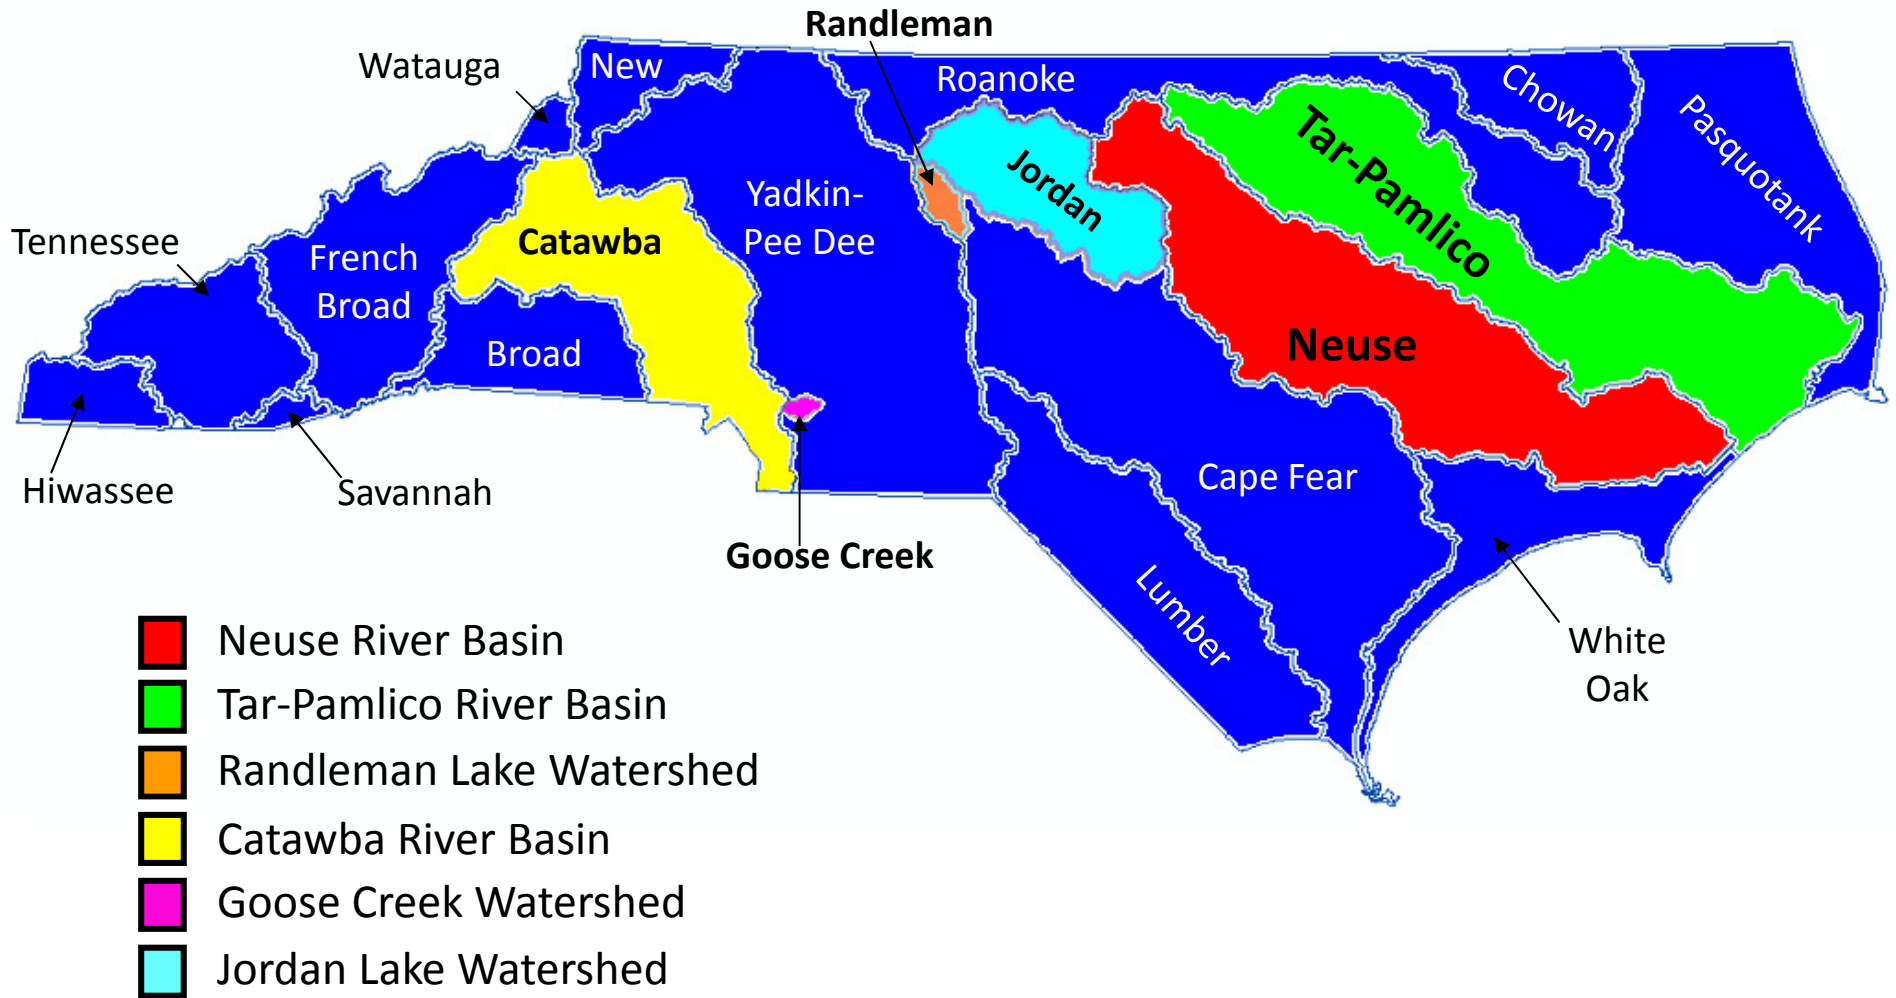 Randleman
Watauga
New
Roanoke
Chowan
Pasquotank
Tar-Pamlico
Jordan
Yadkin-
Pee Dee
Catawba
Tennessee
French
Broad
Neuse
Broad
Hiwassee
Savannah
Cape Fear
Goose Creek
Lumber
White
Oak
Neuse River Basin
Tar-Pamlico River Basin
Randleman Lake Watershed
Catawba River Basin
Goose Creek Watershed
Jordan Lake Watershed